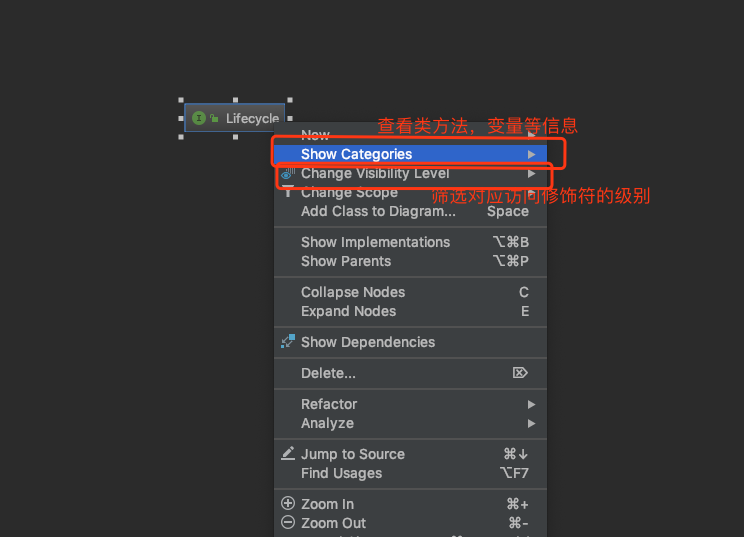 Lifecycle
查看类方法，变量等信息
New
Show Categories
Change Visibility Level
Change Scope
筛选对应访问修饰符的级别
Add Class to Diagram... Space
Show Implementations ⌥⌘B
Show Parents ⌥⌘P
Collapse Nodes C
Expand Nodes E
Show Dependencies
Delete... ⌦
Refactor
Analyze
Jump to Source ⌘↓
Find Usages ⌥F7
Zoom In ⌘+
Zoom Out ⌘-